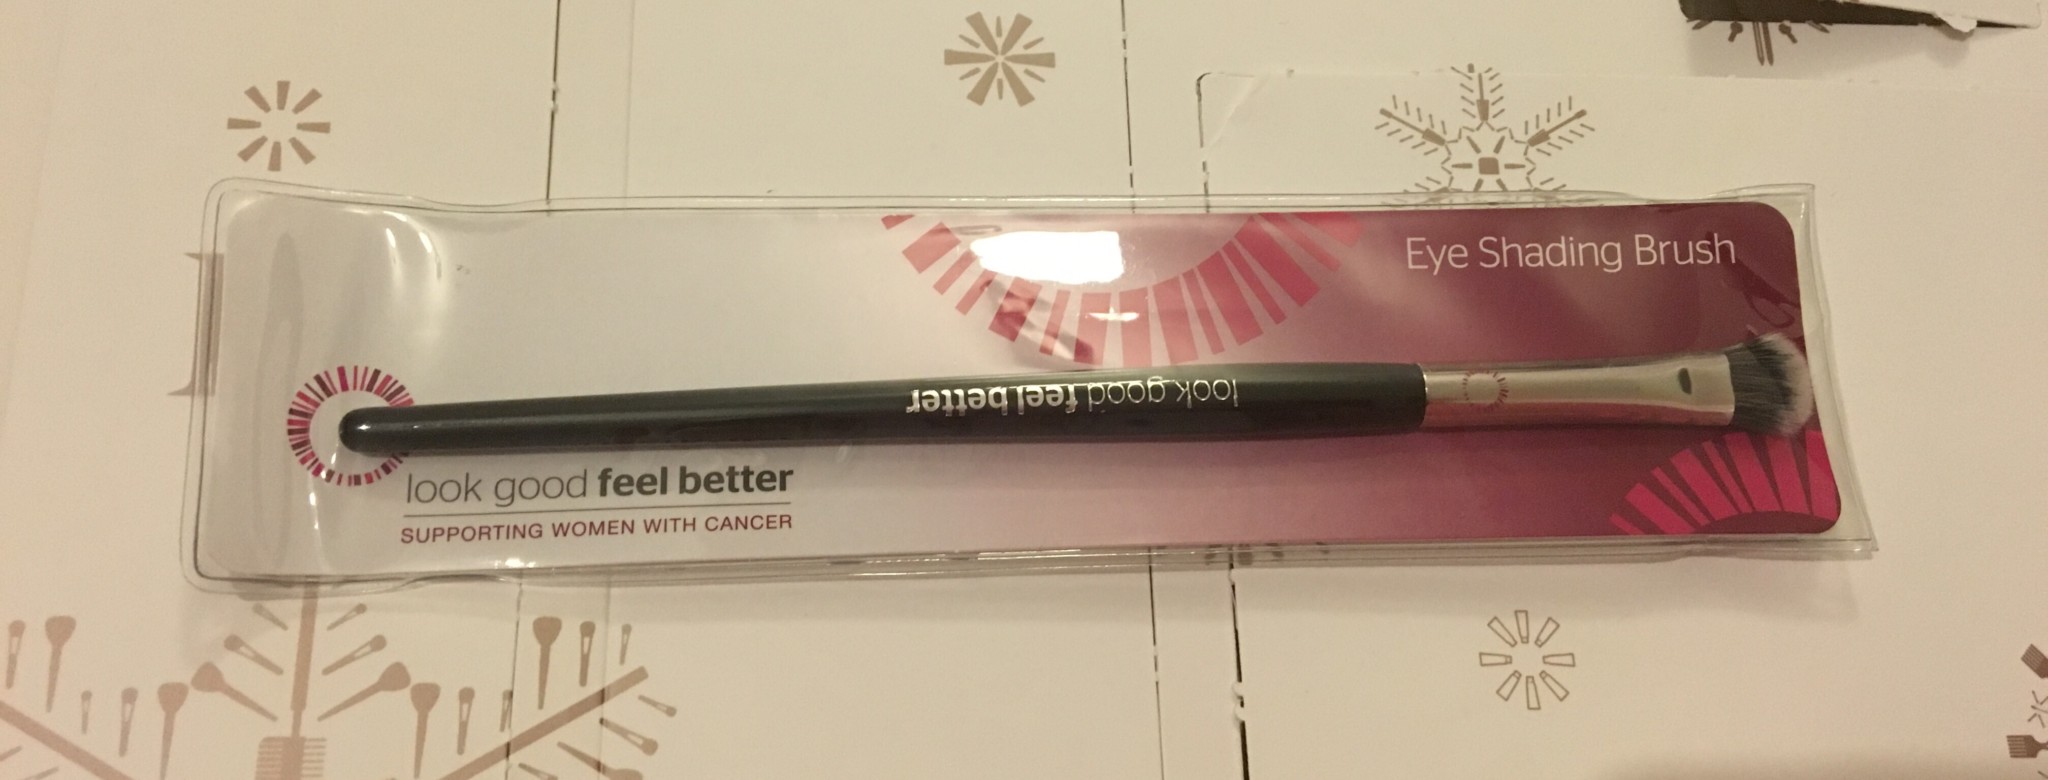 Eye Shading Brush
look good feel better
look good feel better
SUPPORTING WOMEN WITH CANCER